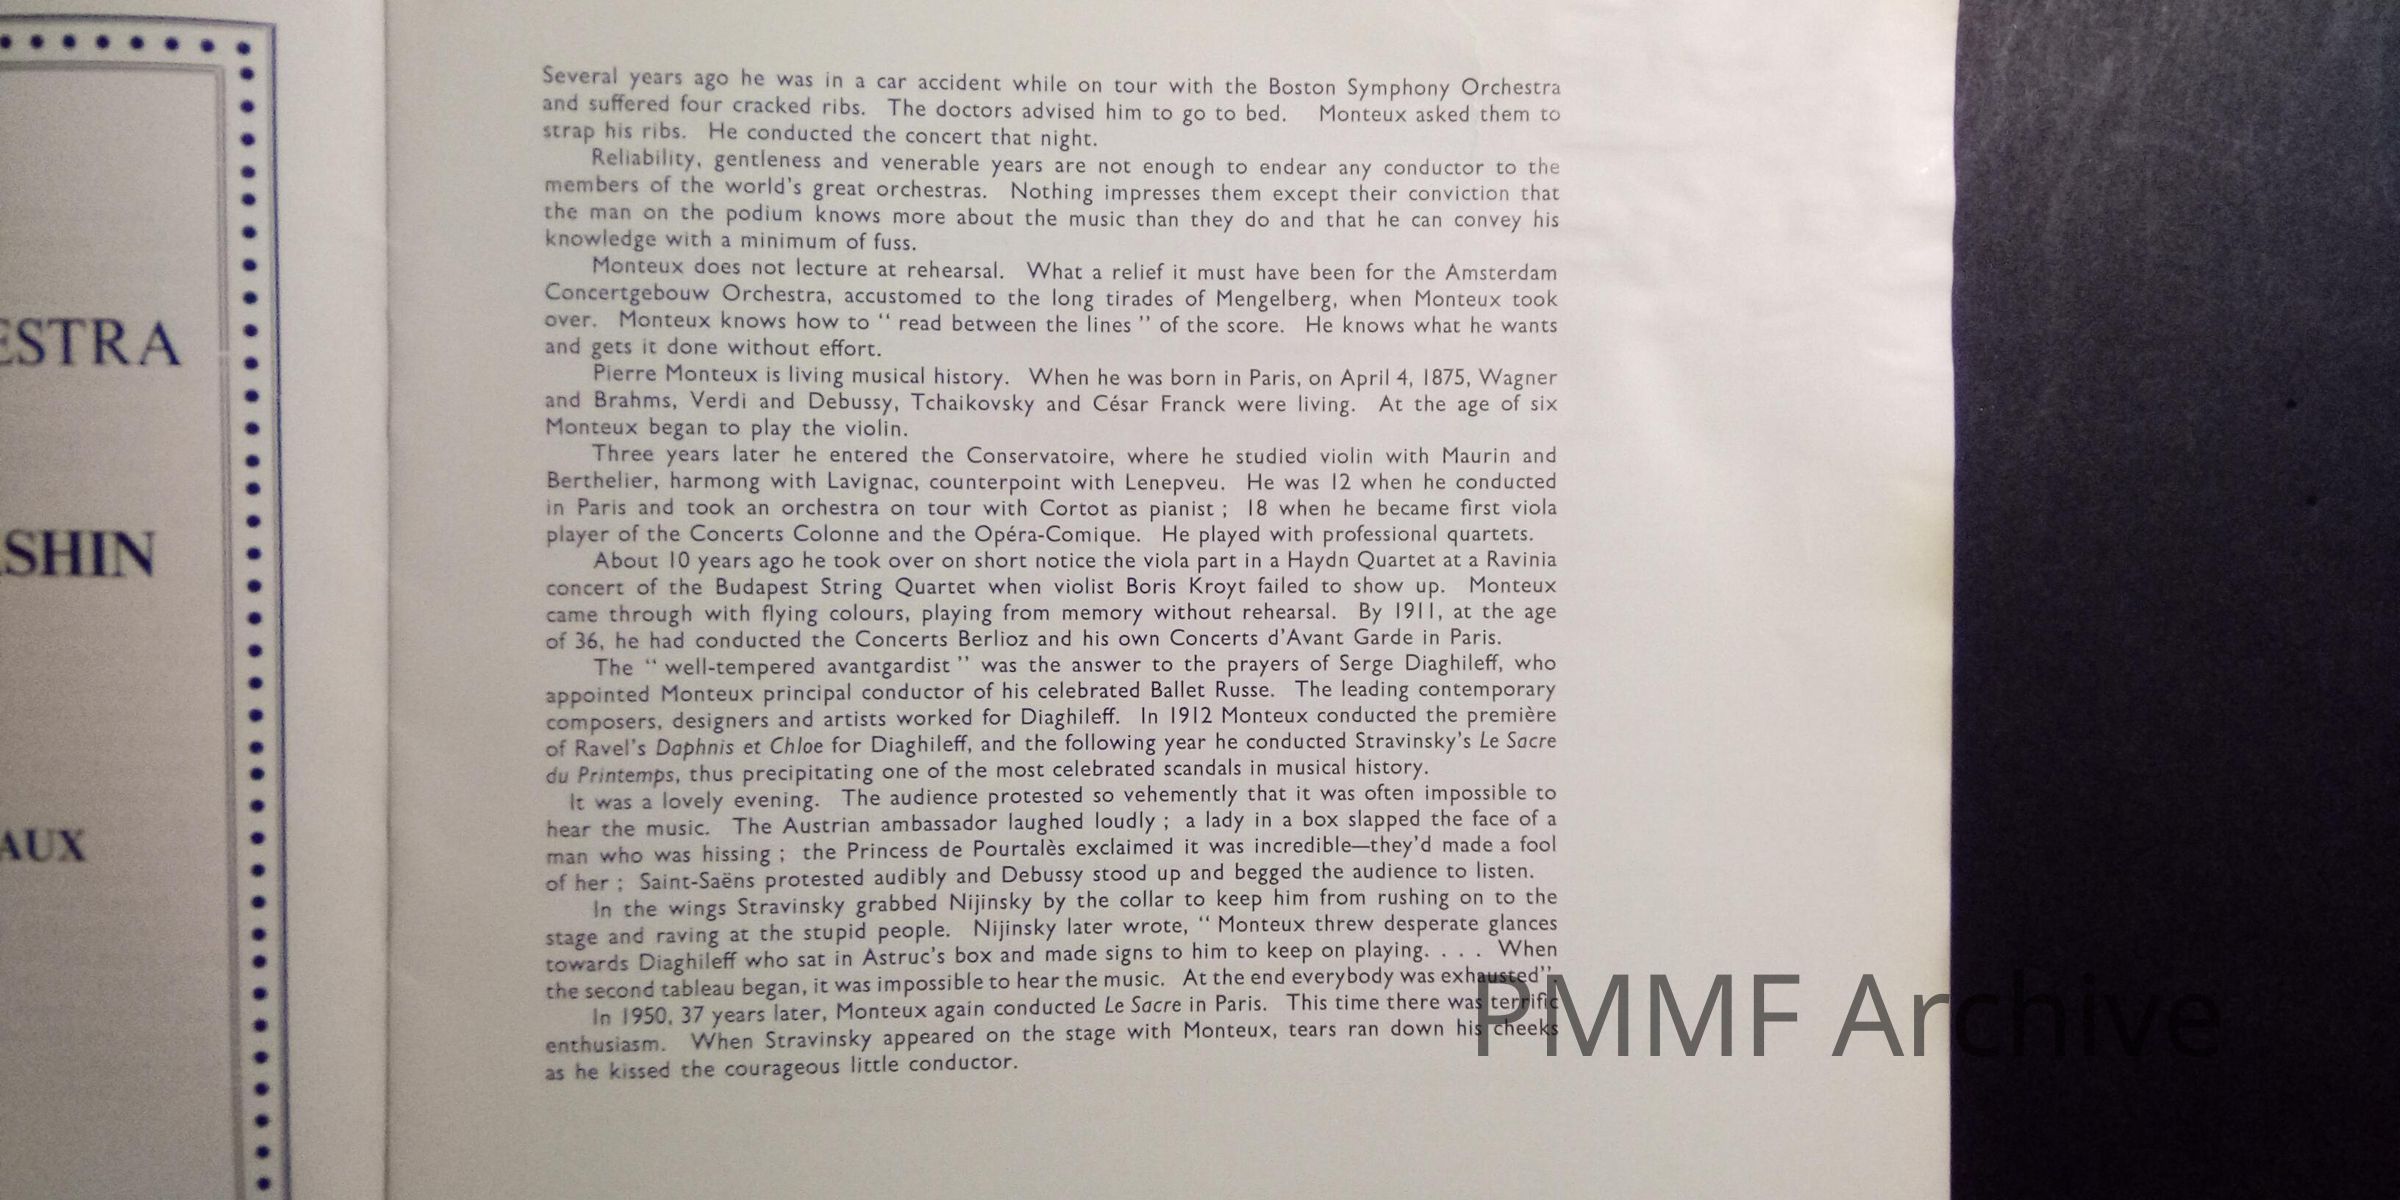 ESTRA
SHIN
AUX
Several years ago he was in a car accident while on tour with the Boston Symphony Orchestra
and suffered four cracked ribs. The doctors advised him to go to bed. Monteux asked them to
strap his ribs. He conducted the concert that night.
Reliability, gentleness and venerable years are not enough to endear any conductor to the
members of the world's great orchestras. Nothing impresses them except their conviction that
the man on the podium knows more about the music than they do and that he can convey his
knowledge with a minimum of fuss.
Monteux does not lecture at rehearsal. What a relief it must have been for the Amsterdam
Concertgebouw Orchestra, accustomed to the long tirades of Mengelberg, when Monteux took
over. Monteux knows how to “ read between the lines ” of the score. He knows what he wants
and gets it done without effort.
Pierre Monteux is living musical history. When he was born in Paris, on April 4, 1875, Wagner
and Brahms, Verdi and Debussy, Tchaikovsky and César Franck were living. At the age of six
Monteux began to play the violin.
Three years later he entered the Conservatoire, where he studied violin with Maurin and
Berthelier, harmong with Lavignac, counterpoint with Lenepveu. He was 12 when he conducted
in Paris and took an orchestra on tour with Cortot as pianist ; 18 when he became first viola
player of the Concerts Colonne and the Opéra-Comique. He played with professional quartets.
About 10 years ago he took over on short notice the viola part in a Haydn Quartet at a Ravinia
concert of the Budapest String Quartet when violist Boris Kroyt failed to show up. Monteux
came through with flying colours, playing from memory without rehearsal. By 1911, at the age
of 36, he had conducted the Concerts Berlioz and his own Concerts d'Avant Garde in Paris.
The “ well-tempered avantgardist ” was the answer to the prayers of Serge Diaghileff, who
appointed Monteux principal conductor of his celebrated Ballet Russe. The leading contemporary
composers, designers and artists worked for Diaghileff. In 1912 Monteux conducted the première
of Ravel's Daphnis et Chloe for Diaghileff, and the following year he conducted Stravinsky's Le Sacre
du Printemps, thus precipitating one of the most celebrated scandals in musical history.
It was a lovely evening. The audience protested so vehemently that it was often impossible to
hear the music. The Austrian ambassador laughed loudly ; a lady in a box slapped the face of a
man who was hissing ; the Princess de Pourtalès exclaimed it was incredible—they'd made a fool
of her ; Saint-Saëns protested audibly and Debussy stood up and begged the audience to listen.
In the wings Stravinsky grabbed Nijinsky by the collar to keep him from rushing on to the
stage and raving at the stupid people. Nijinsky later wrote, “ Monteux threw desperate glances
towards Diaghileff who sat in Astruc's box and made signs to him to keep on playing. . . . When
the second tableau began, it was impossible to hear the music. At the end everybody was exhausted”.
In 1950, 37 years later, Monteux again conducted Le Sacre in Paris. This time there was terrific
enthusiasm. When Stravinsky appeared on the stage with Monteux, tears ran down his cheeks
as he kissed the courageous little conductor.
PMMF Archive